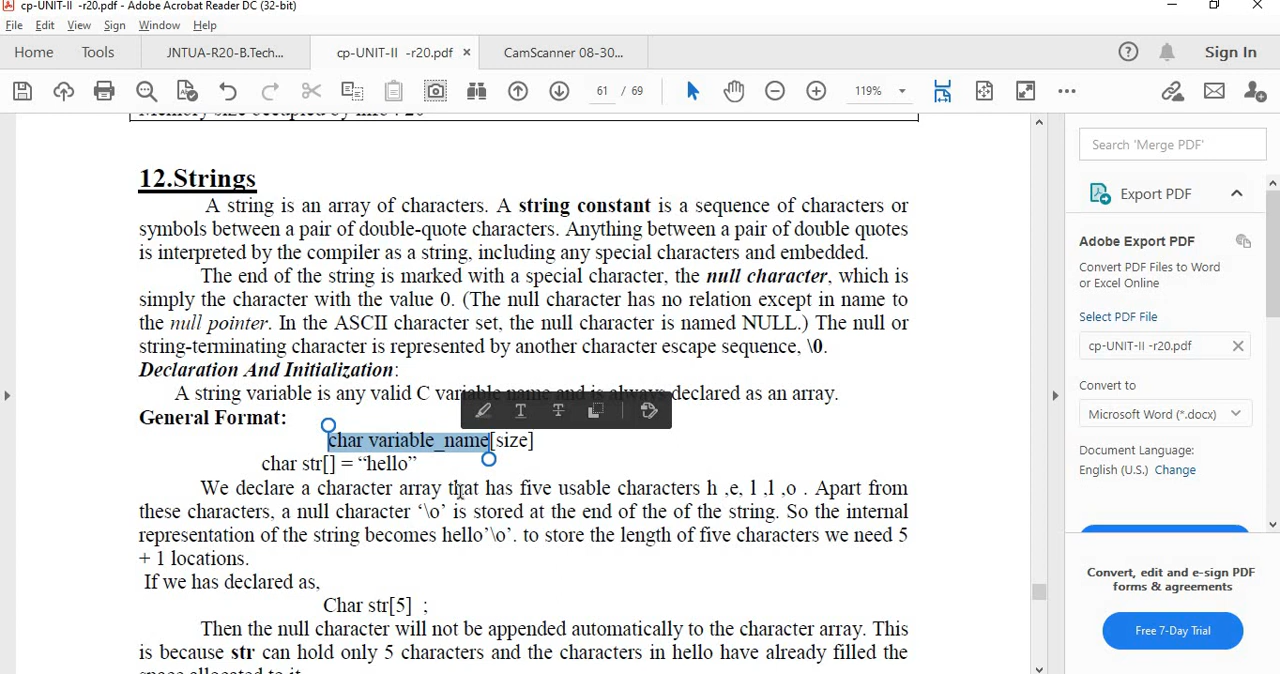 cp-UNIT-II -r20.pdf - Adobe Acrobat Reader DC (32-bit)
File Edit View Sign Window Help
Home Tools JNTUA-R20-B.Tech... cp-UNIT-II -r20.pdf × CamScanner 08-30... Sign In
61 / 69 119%
Memory size occupied by info : 20
12.Strings
A string is an array of characters. A string constant is a sequence of characters or
symbols between a pair of double-quote characters. Anything between a pair of double quotes
is interpreted by the compiler as a string, including any special characters and embedded.
The end of the string is marked with a special character, the null character, which is
simply the character with the value 0. (The null character has no relation except in name to
the null pointer. In the ASCII character set, the null character is named NULL.) The null or
string-terminating character is represented by another character escape sequence, \0.
Declaration And Initialization:
A string variable is any valid C variable name and is always declared as an array.
General Format:
char variable_name[size]
char str[] = “hello”
We declare a character array that has five usable characters h ,e, l ,l ,o . Apart from
these characters, a null character ‘\o’ is stored at the end of the of the string. So the internal
representation of the string becomes hello’\o’. to store the length of five characters we need 5
+ 1 locations.
If we has declared as,
Char str[5] ;
Then the null character will not be appended automatically to the character array. This
is because str can hold only 5 characters and the characters in hello have already filled the
space allocated to it.
Search 'Merge PDF'
Export PDF
Adobe Export PDF
Convert PDF Files to Word
or Excel Online
Select PDF File
cp-UNIT-II -r20.pdf
Convert to
Microsoft Word (*.docx)
Document Language:
English (U.S.) Change
Convert, edit and e-sign PDF
forms & agreements
Free 7-Day Trial